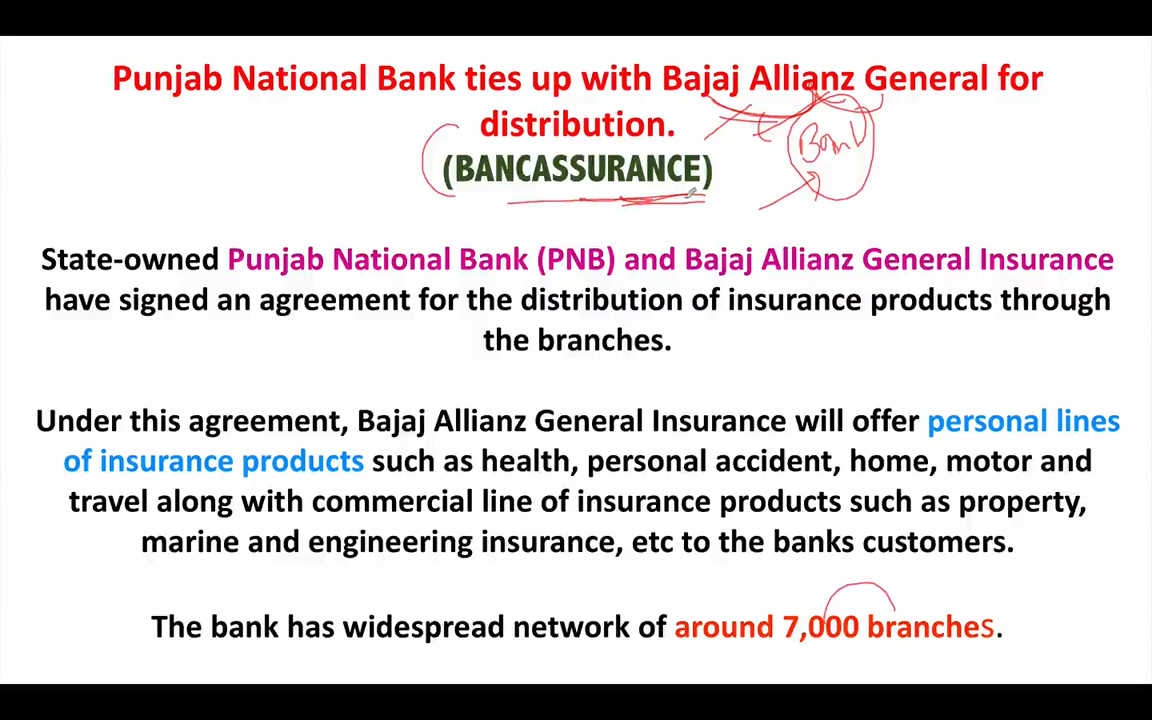 Punjab National Bank ties up with Bajaj Allianz General for
distribution.
(BANCASSURANCE)
State-owned Punjab National Bank (PNB) and Bajaj Allianz General Insurance
have signed an agreement for the distribution of insurance products through
the branches.
Under this agreement, Bajaj Allianz General Insurance will offer personal lines
of insurance products such as health, personal accident, home, motor and
travel along with commercial line of insurance products such as property,
marine and engineering insurance, etc to the banks customers.
The bank has widespread network of around 7,000 branches.